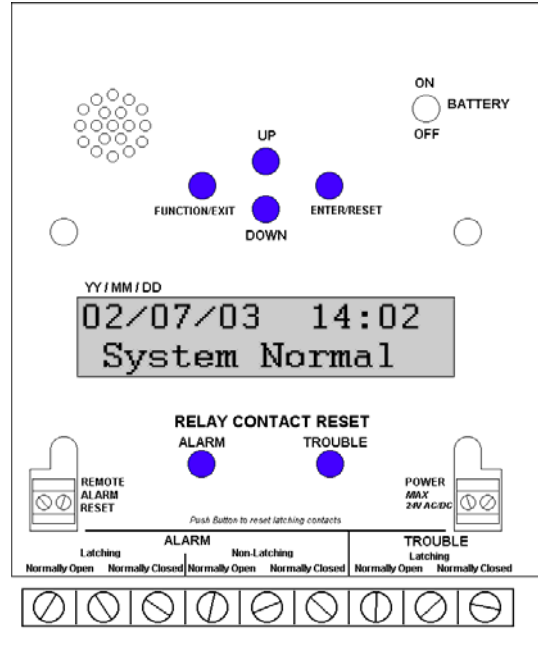 ON
BATTERY
OFF
UP
FUNCTION/EXIT
ENTER/RESET
DOWN
YY / MM / DD
02/07/03 14:02
System Normal
RELAY CONTACT RESET
ALARM TROUBLE
REMOTE
ALARM
RESET
POWER
MAX
24V AC/DC
Push Button to reset latching contacts
ALARM TROUBLE
Latching Non-Latching Latching
Normally Open Normally Closed Normally Open Normally Closed Normally Open Normally Closed